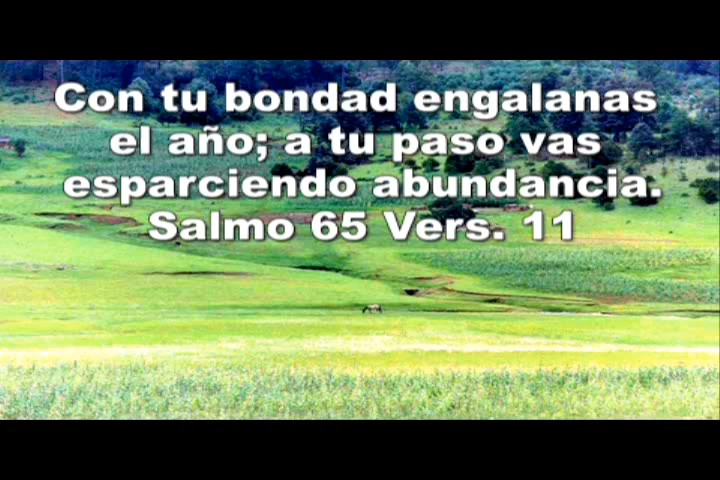 Con tu bondad engalanas
el año; a tu paso vas
esparciendo abundancia.
Salmo 65 Vers. 11